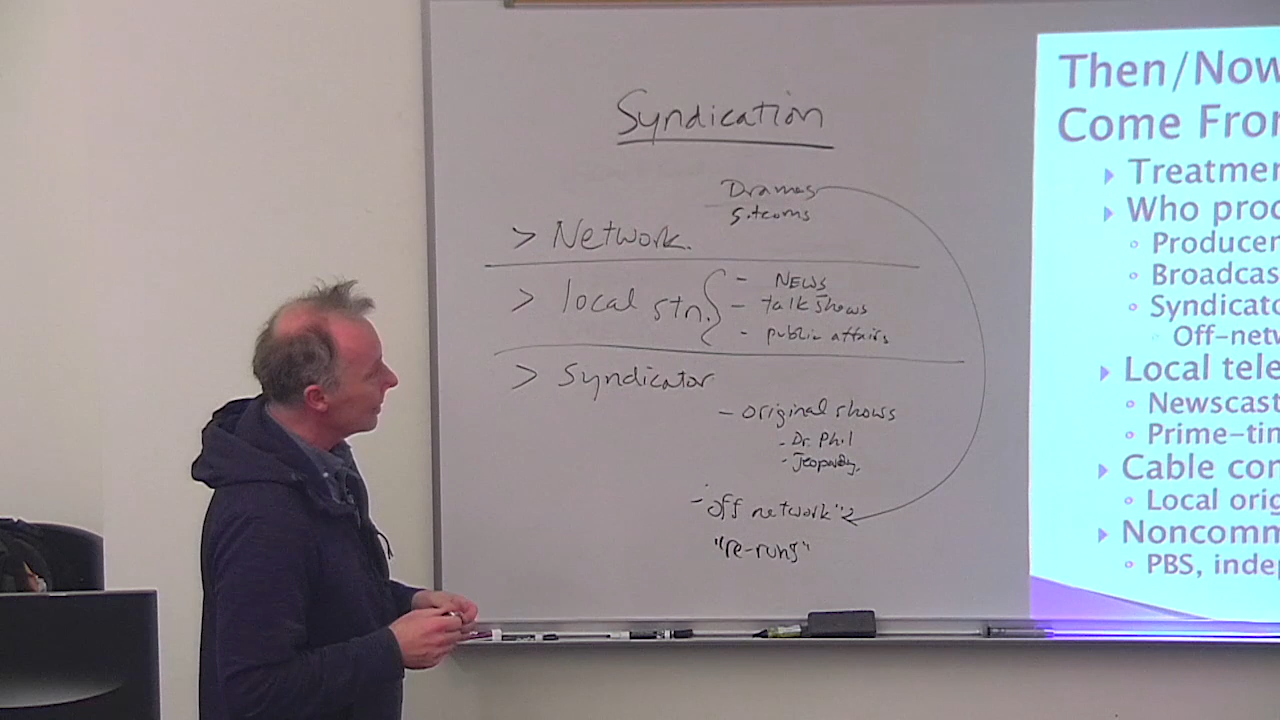 Syndication
Dramas
Sitcoms
> Network.
> local stn. {
- NEWS
- talk shows
- public affairs
> Syndicator
- original shows
- Dr. Phil
- Jeopardy
- "off network"
"re-runs"
Then/Now
Come From
Treatmen
Who prod
Producer
Broadcas
Syndicato
Off-netw
Local tele
Newscast
Prime-tim
Cable com
Local orig
Noncomm
PBS, indep